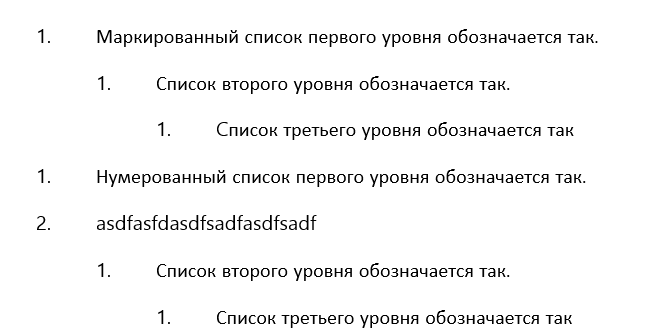 1. Маркированный список первого уровня обозначается так.
1. Список второго уровня обозначается так.
1. Список третьего уровня обозначается так
1. Нумерованный список первого уровня обозначается так.
2. asdfasfdasdfsadfasdfsadf
1. Список второго уровня обозначается так.
1. Список третьего уровня обозначается так